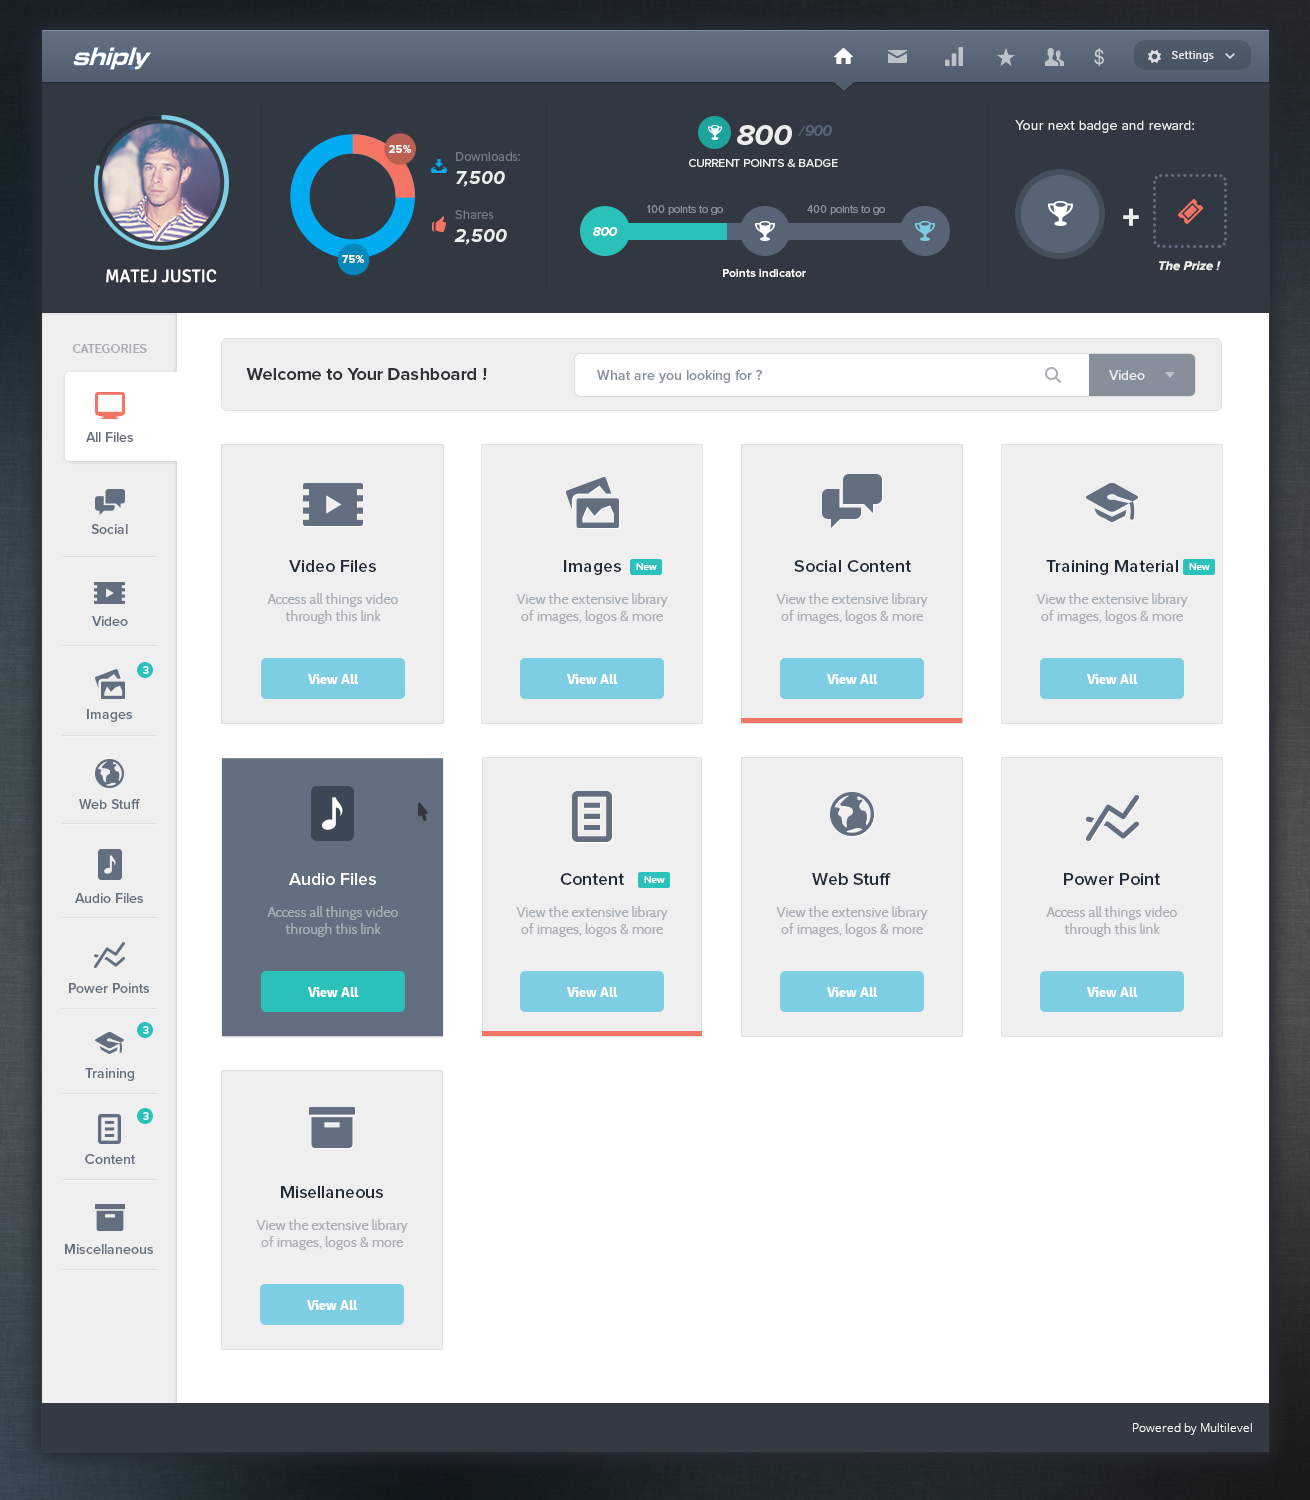 shiply
$
Settings
MATEJ JUSTIC
25%
75%
Downloads:
7,500
Shares
2,500
800 /900
CURRENT POINTS & BADGE
100 points to go
400 points to go
800
Points indicator
Your next badge and reward:
+
The Prize !
CATEGORIES
All Files
Social
Video
3
Images
Web Stuff
Audio Files
Power Points
3
Training
3
Content
Miscellaneous
Welcome to Your Dashboard !
What are you looking for ?
Video
Video Files
Access all things video
through this link
View All
Images New
View the extensive library
of images, logos & more
View All
Social Content
View the extensive library
of images, logos & more
View All
Training Material New
View the extensive library
of images, logos & more
View All
Audio Files
Access all things video
through this link
View All
Content New
View the extensive library
of images, logos & more
View All
Web Stuff
View the extensive library
of images, logos & more
View All
Power Point
Access all things video
through this link
View All
Misellaneous
View the extensive library
of images, logos & more
View All
Powered by Multilevel